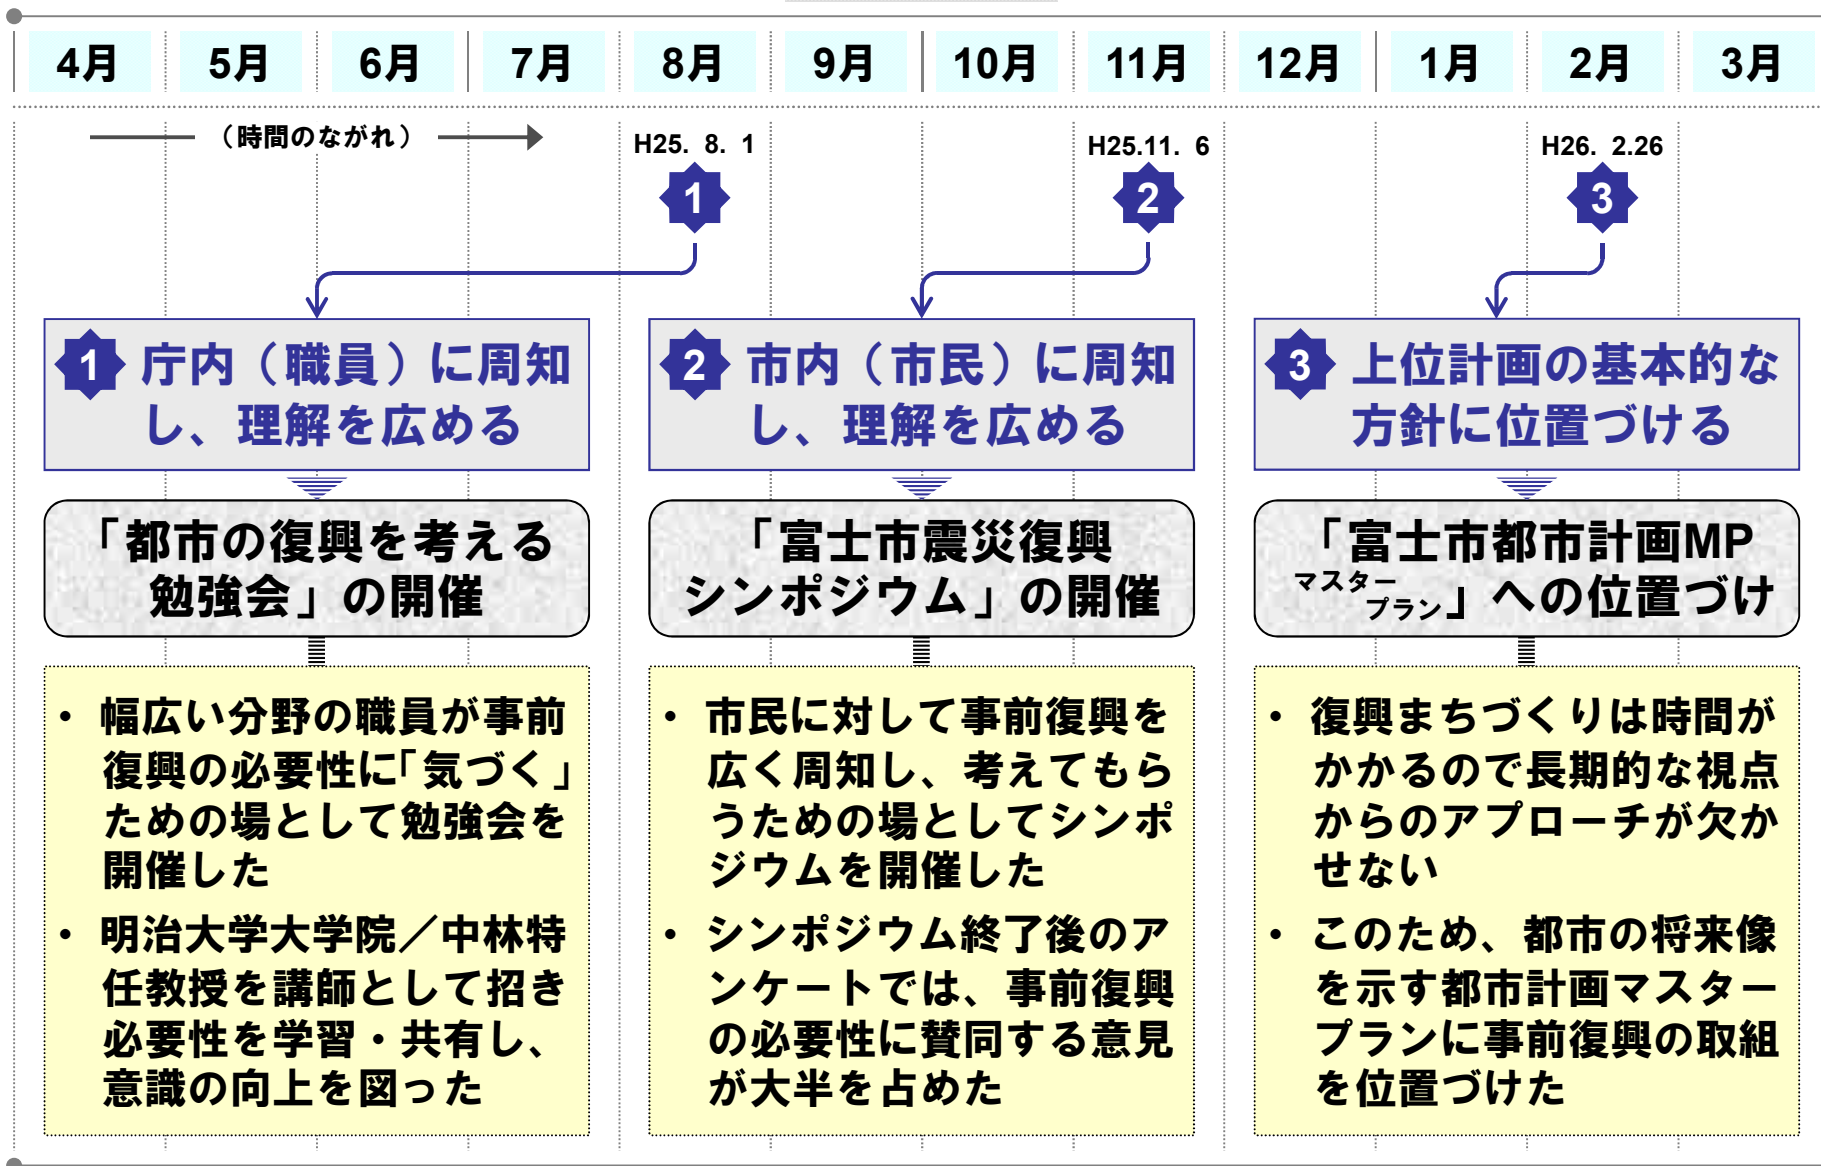 4月 5月 6月 7月 8月 9月 10月 11月 12月 1月 2月 3月
（時間のながれ）
H25. 8. 1
H25.11. 6
H26. 2.26
1
2
3
1 庁内（職員）に周知
し、理解を広める
「都市の復興を考える
勉強会」の開催
・ 幅広い分野の職員が事前
復興の必要性に「気づく」
ための場として勉強会を
開催した
・ 明治大学大学院／中林特
任教授を講師として招き
必要性を学習・共有し、
意識の向上を図った
2 市内（市民）に周知
し、理解を広める
「富士市震災復興
シンポジウム」の開催
・ 市民に対して事前復興を
広く周知し、考えてもら
うための場としてシンポ
ジウムを開催した
・ シンポジウム終了後のア
ンケートでは、事前復興
の必要性に賛同する意見
が大半を占めた
3 上位計画の基本的な
方針に位置づける
「富士市都市計画MP
マスタープラン」への位置づけ
・ 復興まちづくりは時間が
かかるので長期的な視点
からのアプローチが欠か
せない
・ このため、都市の将来像
を示す都市計画マスター
プランに事前復興の取組
を位置づけた